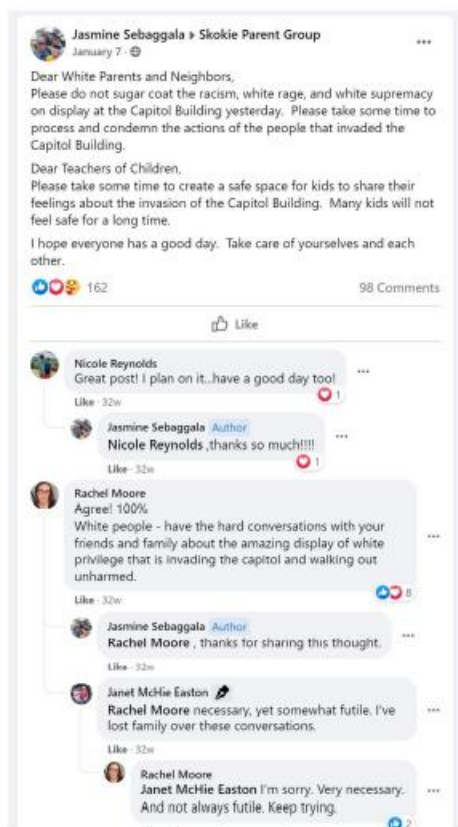 Jasmine Sebaggala ▸ Skokie Parent Group
January 7 ·
Dear White Parents and Neighbors,
Please do not sugar coat the racism, white rage, and white supremacy
on display at the Capitol Building yesterday. Please take some time to
process and condemn the actions of the people that invaded the
Capitol Building.
Dear Teachers of Children,
Please take some time to create a safe space for kids to share their
feelings about the invasion of the Capitol Building. Many kids will not
feel safe for a long time.
I hope everyone has a good day. Take care of yourselves and each
other.
162 98 Comments
Like
Nicole Reynolds
Great post! I plan on it..have a good day too!
1
Like · 32w
Jasmine Sebaggala Author
Nicole Reynolds ,thanks so much!!!!
1
Like · 32w
Rachel Moore
Agree! 100%
White people - have the hard conversations with your
friends and family about the amazing display of white
privilege that is invading the capitol and walking out
unharmed.
8
Like · 32w
Jasmine Sebaggala Author
Rachel Moore , thanks for sharing this thought.
Like · 32w
Janet McHie Easton
Rachel Moore necessary, yet somewhat futile. I've
lost family over these conversations.
Like · 32w
Rachel Moore
Janet McHie Easton I'm sorry. Very necessary.
And not always futile. Keep trying.
2